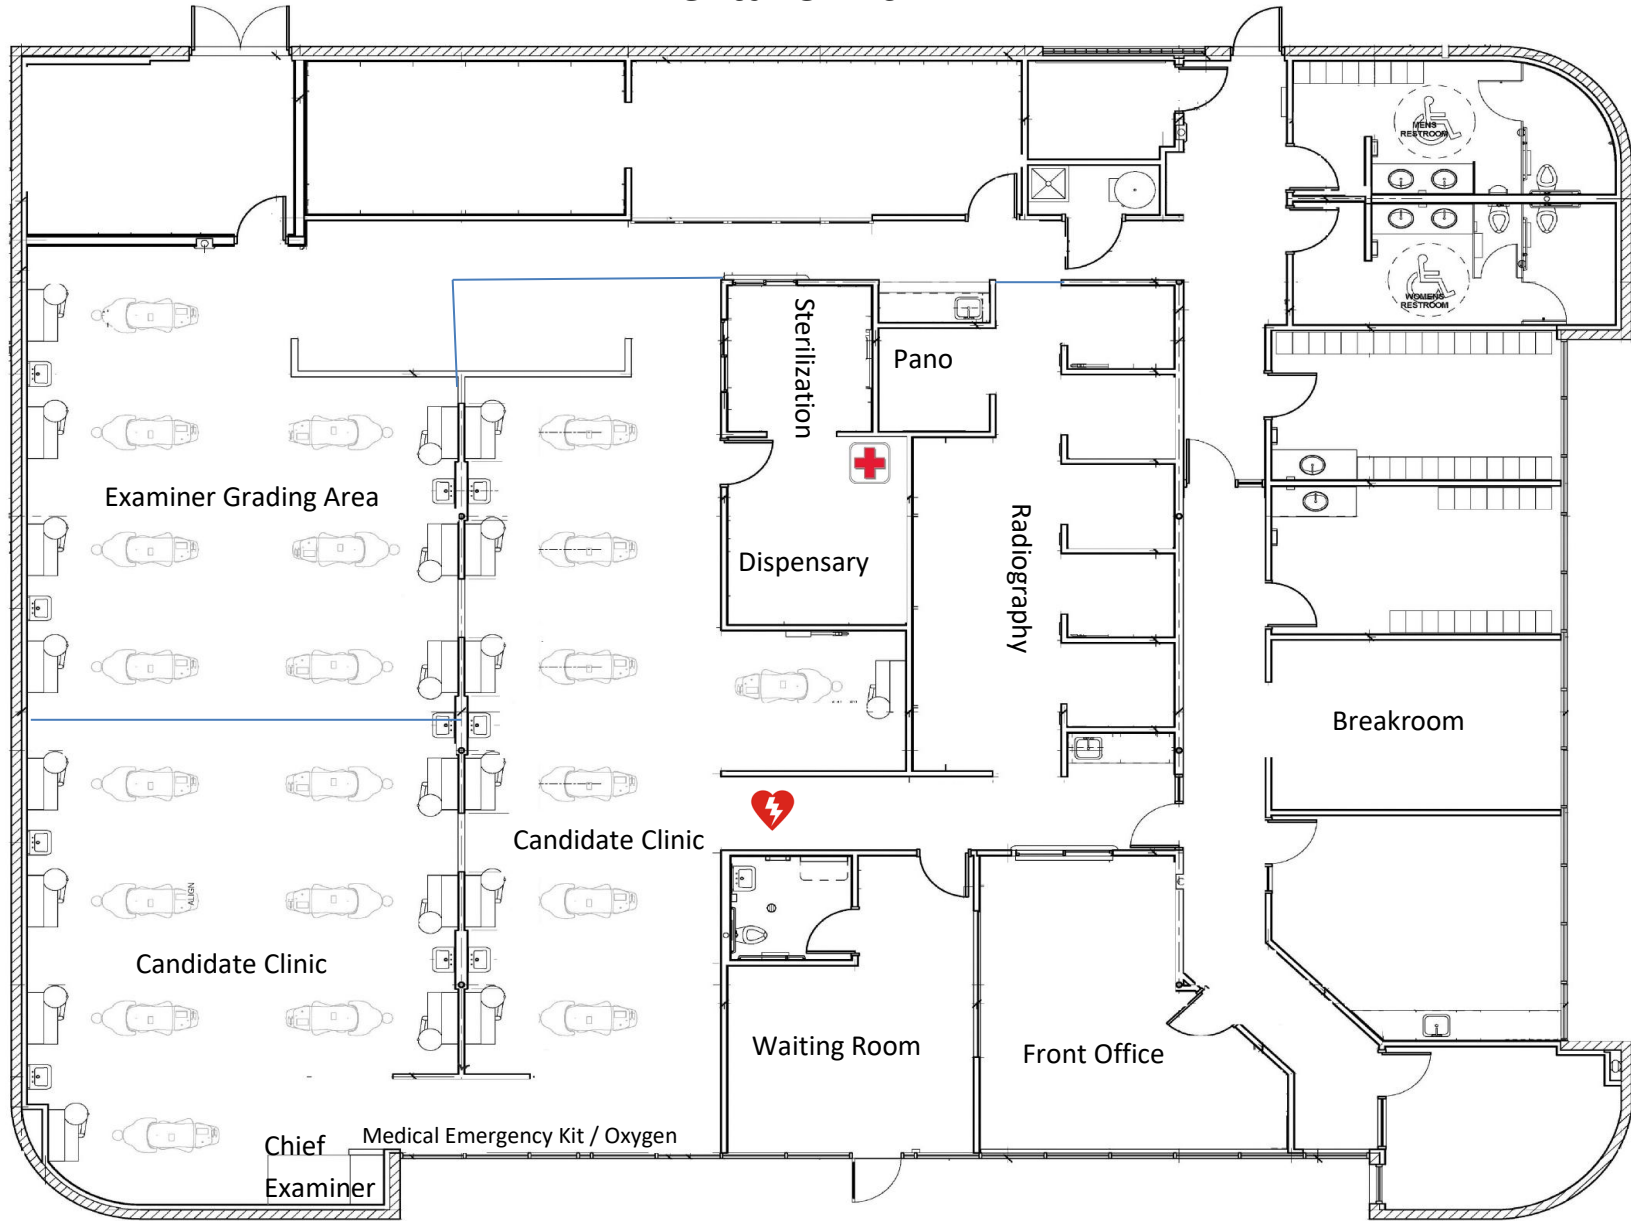 MENS
RESTROOM
WOMENS
RESTROOM
Sterilization
Pano
Examiner Grading Area
Dispensary
Radiography
Breakroom
Candidate Clinic
ALIGN
Candidate Clinic
Waiting Room
Front Office
Medical Emergency Kit / Oxygen
Chief
Examiner